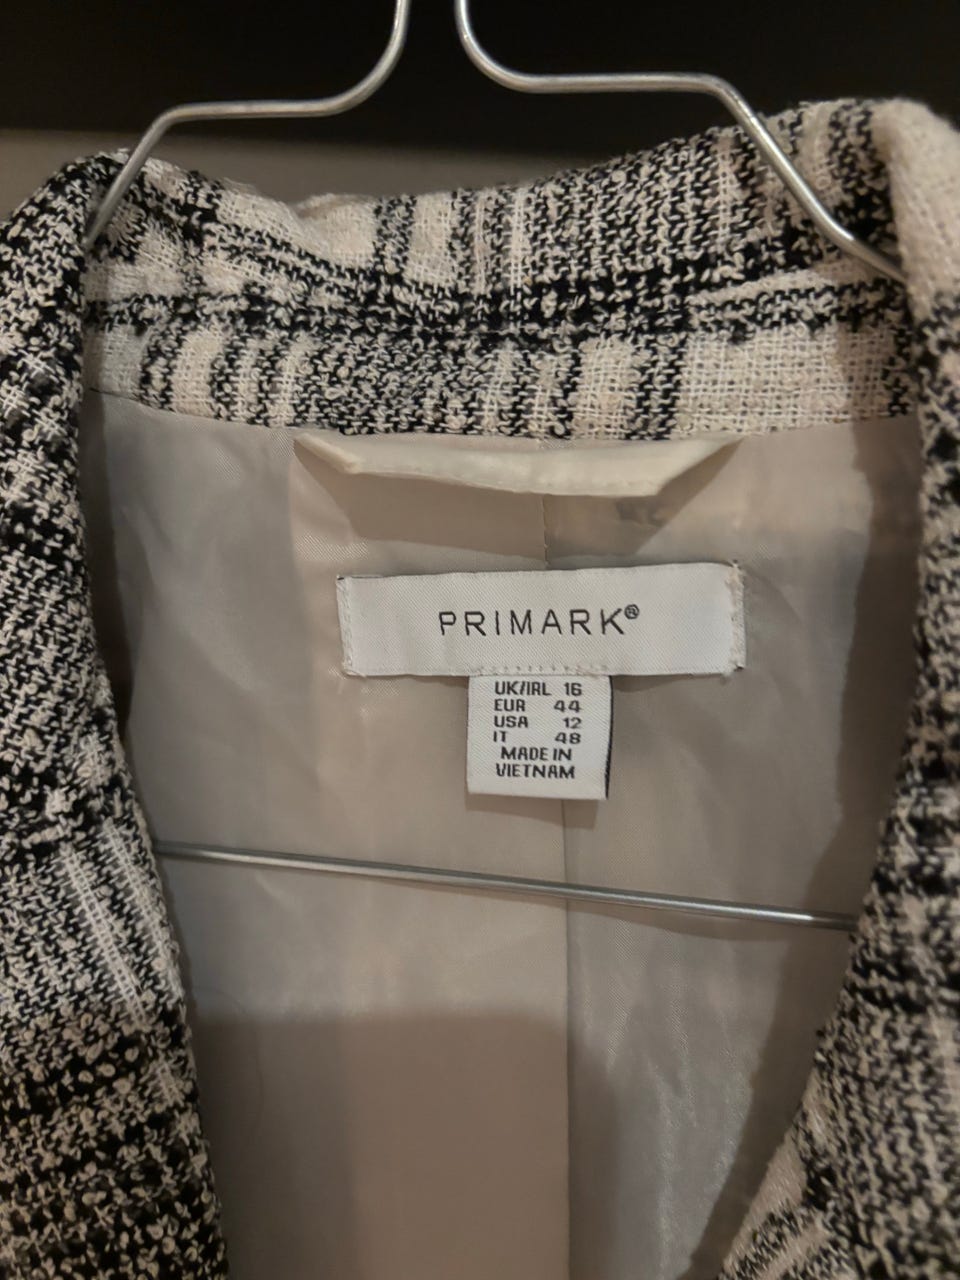 PRIMARK®
UK/IRL 16
EUR 44
USA 12
IT 48
MADE IN
VIETNAM